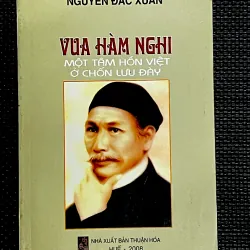 NGUYỄN ĐẮC XUÂN
VUA HÀM NGHI
MỘT TÂM HỒN VIỆT
Ở CHỐN LƯU ĐÀY
NHÀ XUẤT BẢN THUẬN HÓA
HUẾ - 2008